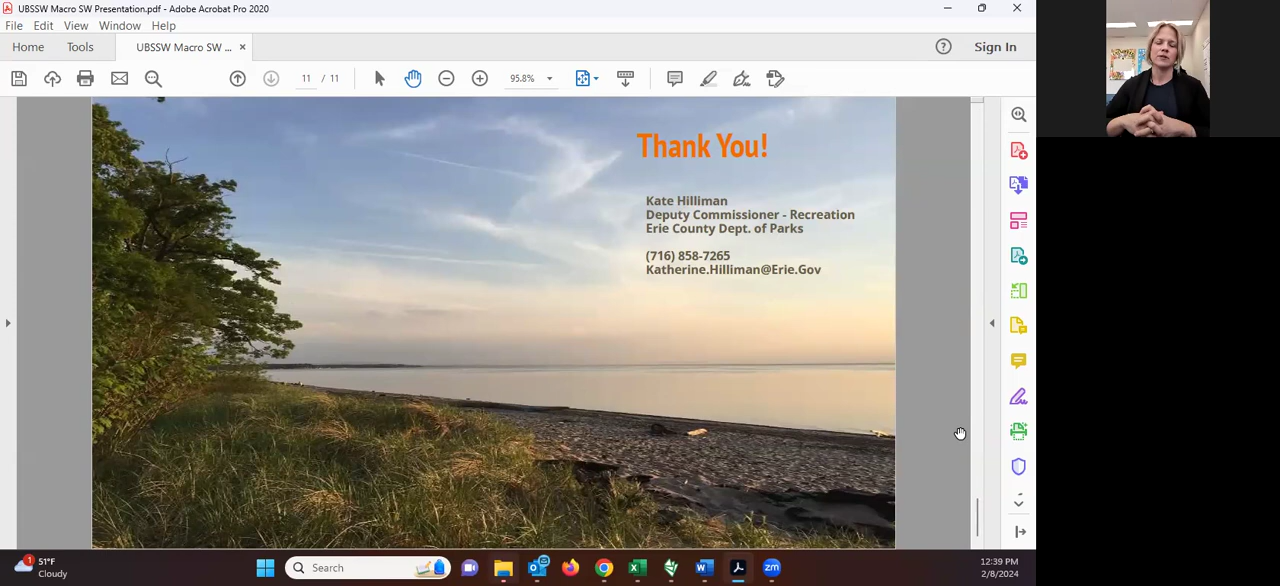 UBSSW Macro SW Presentation.pdf - Adobe Acrobat Pro 2020
File Edit View Window Help
Home Tools UBSSW Macro SW ... × Sign In
11 / 11 95.8%
Thank You!
Kate Hilliman
Deputy Commissioner - Recreation
Erie County Dept. of Parks
(716) 858-7265
Katherine.Hilliman@Erie.Gov
1
51°F
Cloudy
Search
12:39 PM
2/8/2024